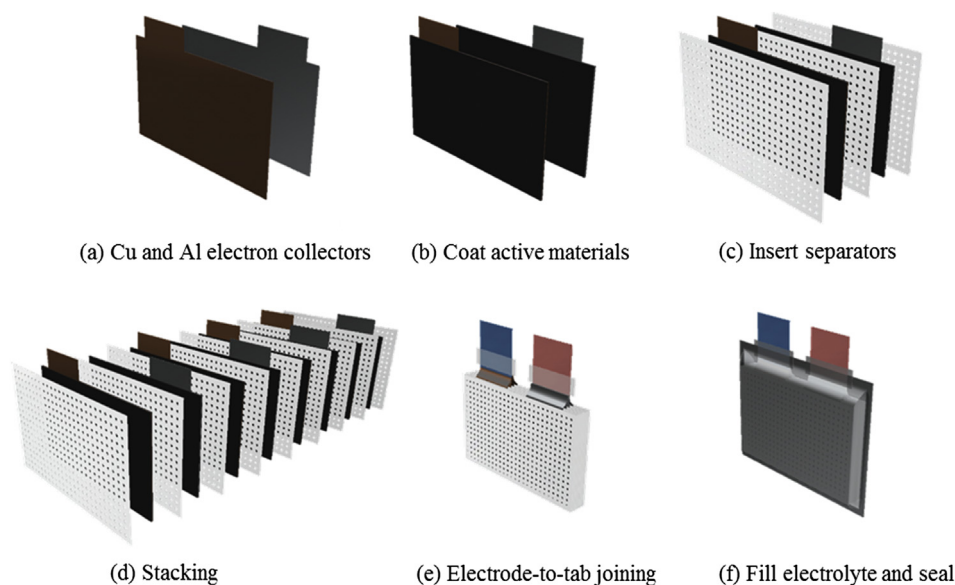 (a) Cu and Al electron collectors
(b) Coat active materials
(c) Insert separators
(d) Stacking
(e) Electrode-to-tab joining
(f) Fill electrolyte and seal